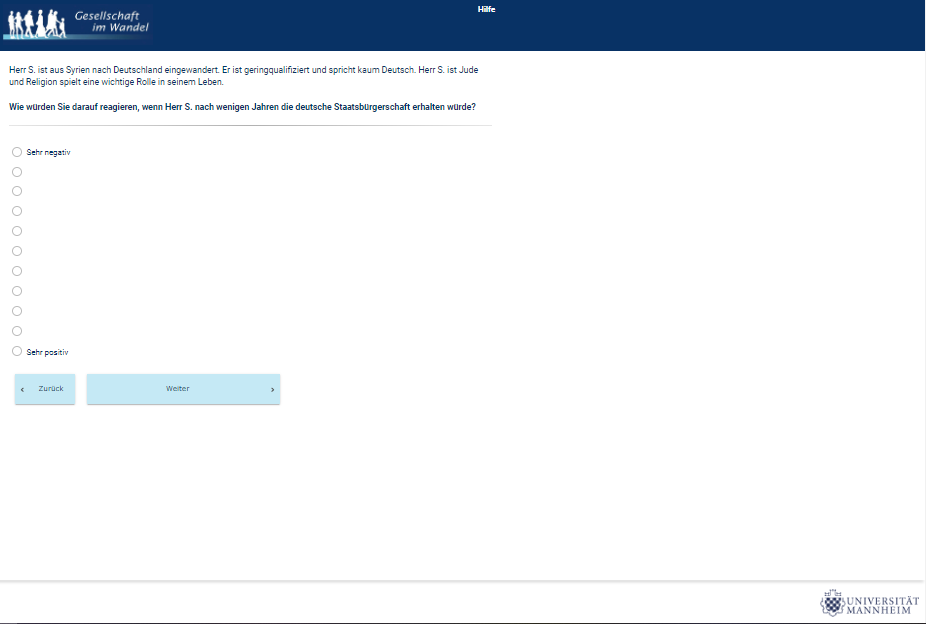 Gesellschaft
im Wandel
Hilfe
Herr S. ist aus Syrien nach Deutschland eingewandert. Er ist geringqualifiziert und spricht kaum Deutsch. Herr S. ist Jude
und Religion spielt eine wichtige Rolle in seinem Leben.
Wie würden Sie darauf reagieren, wenn Herr S. nach wenigen Jahren die deutsche Staatsbürgerschaft erhalten würde?
Sehr negativ
Sehr positiv
‹ Zurück
Weiter ›
UNIVERSITÄT
MANNHEIM